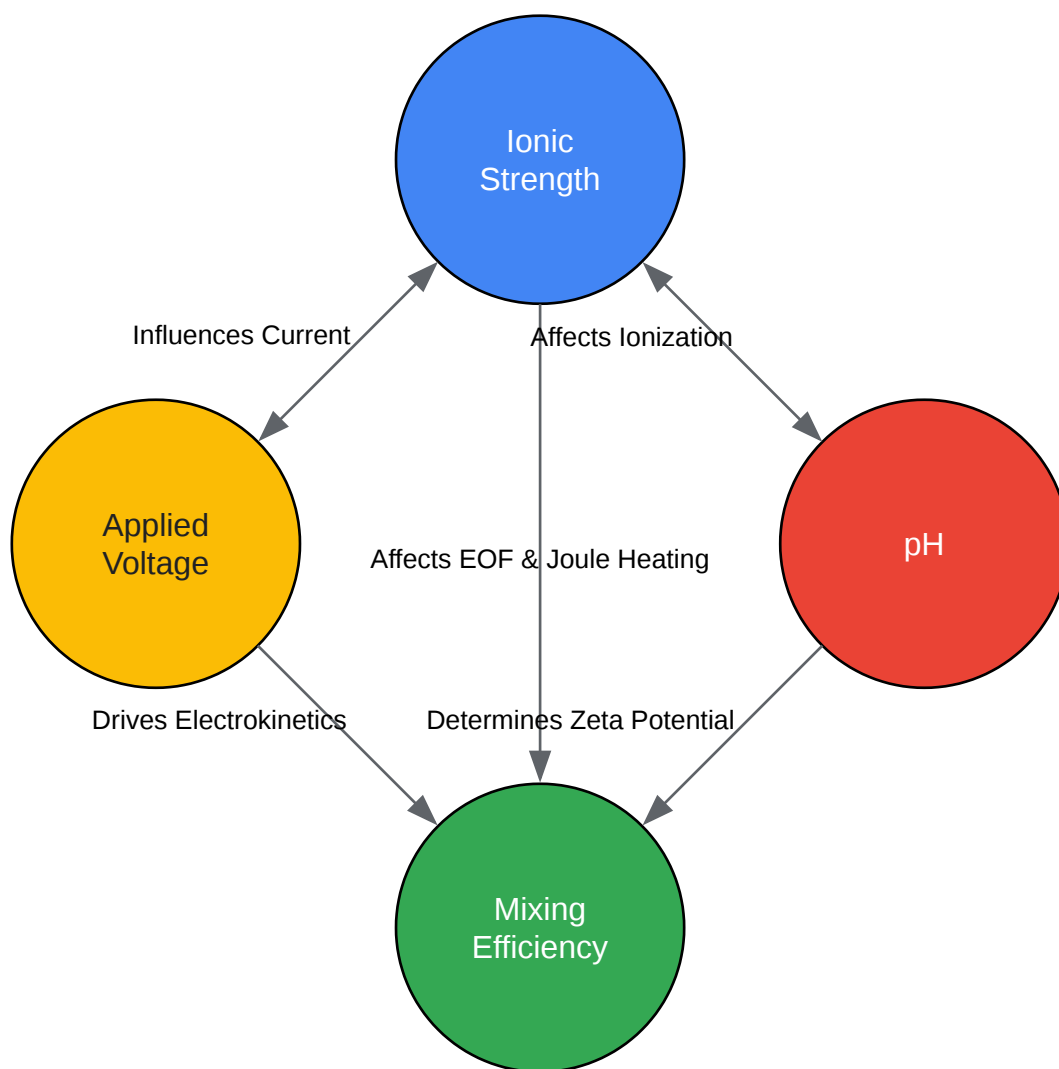 Ionic
Strength
Influences Current
Affects Ionization
Applied
Voltage
pH
Affects EOF & Joule Heating
Drives Electrokinetics
Determines Zeta Potential
Mixing
Efficiency